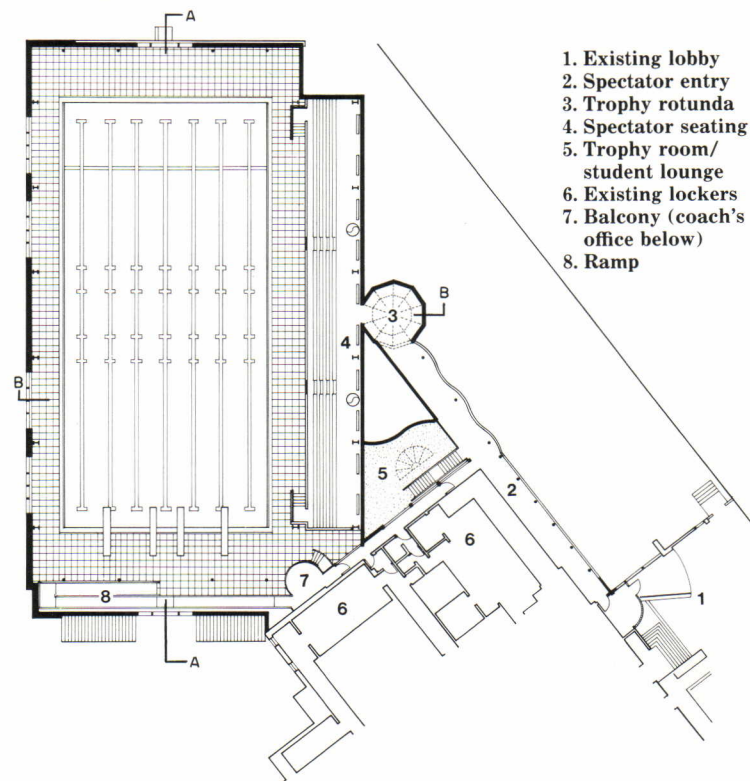 A
1. Existing lobby
2. Spectator entry
3. Trophy rotunda
4. Spectator seating
5. Trophy room/
student lounge
6. Existing lockers
7. Balcony (coach's
office below)
8. Ramp
B
3
4
B
5
2
6
7
8
6
1
A